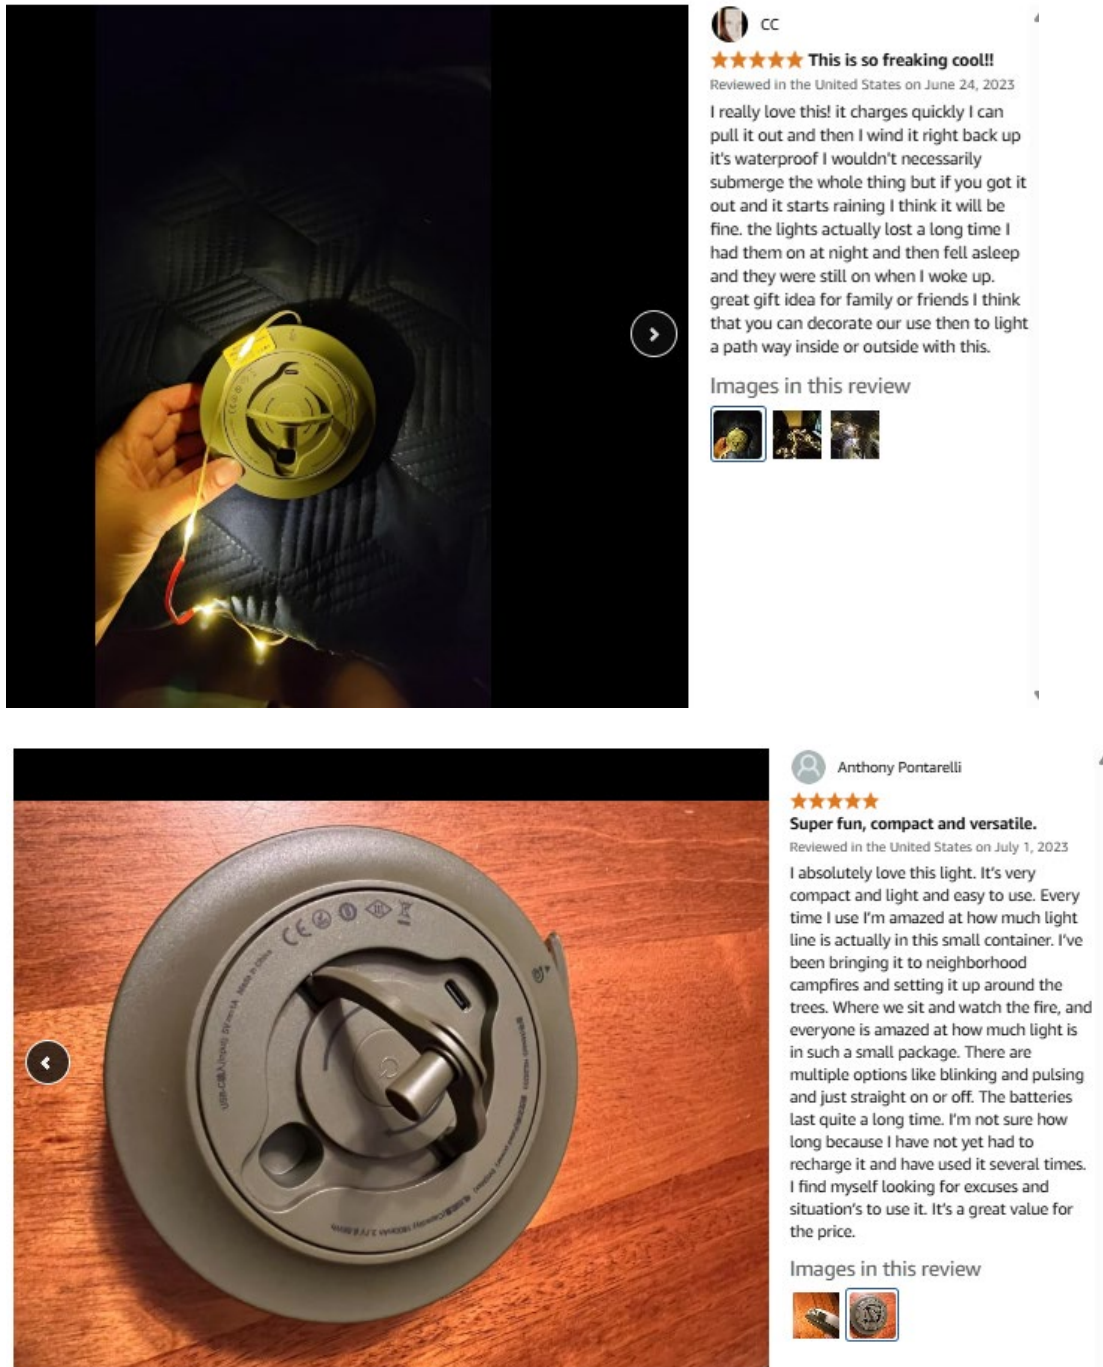 CC
This is so freaking cool!!
Reviewed in the United States on June 24, 2023
I really love this! it charges quickly I can
pull it out and then I wind it right back up
it's waterproof I wouldn't necessarily
submerge the whole thing but if you got it
out and it starts raining I think it will be
fine. the lights actually lost a long time I
had them on at night and then fell asleep
and they were still on when I woke up.
great gift idea for family or friends I think
that you can decorate our use then to light
a path way inside or outside with this.
Images in this review
Anthony Pontarelli
Super fun, compact and versatile.
Reviewed in the United States on July 1, 2023
I absolutely love this light. It's very
compact and light and easy to use. Every
time I use I'm amazed at how much light
line is actually in this small container. I've
been bringing it to neighborhood
campfires and setting it up around the
trees. Where we sit and watch the fire, and
everyone is amazed at how much light is
in such a small package. There are
multiple options like blinking and pulsing
and just straight on or off. The batteries
last quite a long time. I'm not sure how
long because I have not yet had to
recharge it and have used it several times.
I find myself looking for excuses and
situation's to use it. It's a great value for
the price.
Images in this review
CE
Made in China